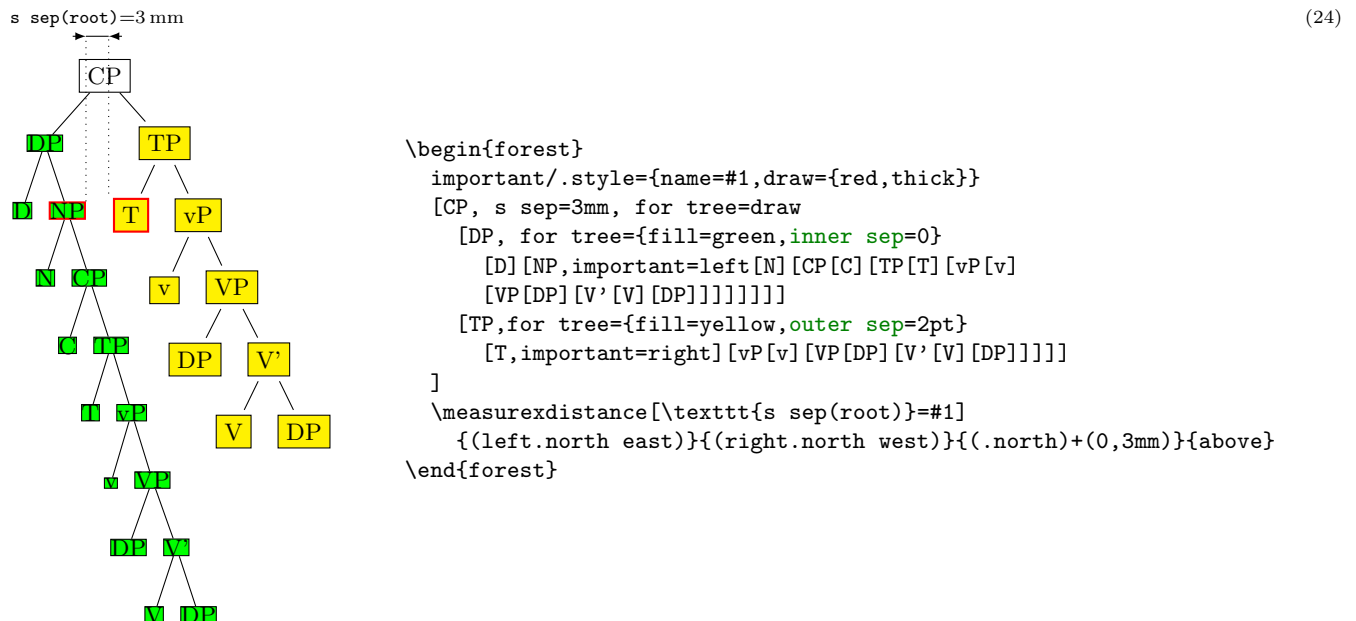 s sep(root)=3 mm
(24)
CP
DP
TP
D
NP
T
vP
N
CP
v
VP
C
TP
DP
V'
T
vP
V
DP
v
VP
DP
V'
V
DP
\begin{forest}
important/.style={name=#1,draw={red,thick}}
[CP, s sep=3mm, for tree=draw
[DP, for tree={fill=green,inner sep=0}
[D][NP,important=left[N][CP[C][TP[T][vP[v]
[VP[DP][V'[V][DP]]]]]]]]
[TP,for tree={fill=yellow,outer sep=2pt}
[T,important=right][vP[v][VP[DP][V'[V][DP]]]]]
]
\measurexdistance[\texttt{s sep(root)}=#1]
{(left.north east)}{(right.north west)}{(.north)+(0,3mm)}{above}
\end{forest}